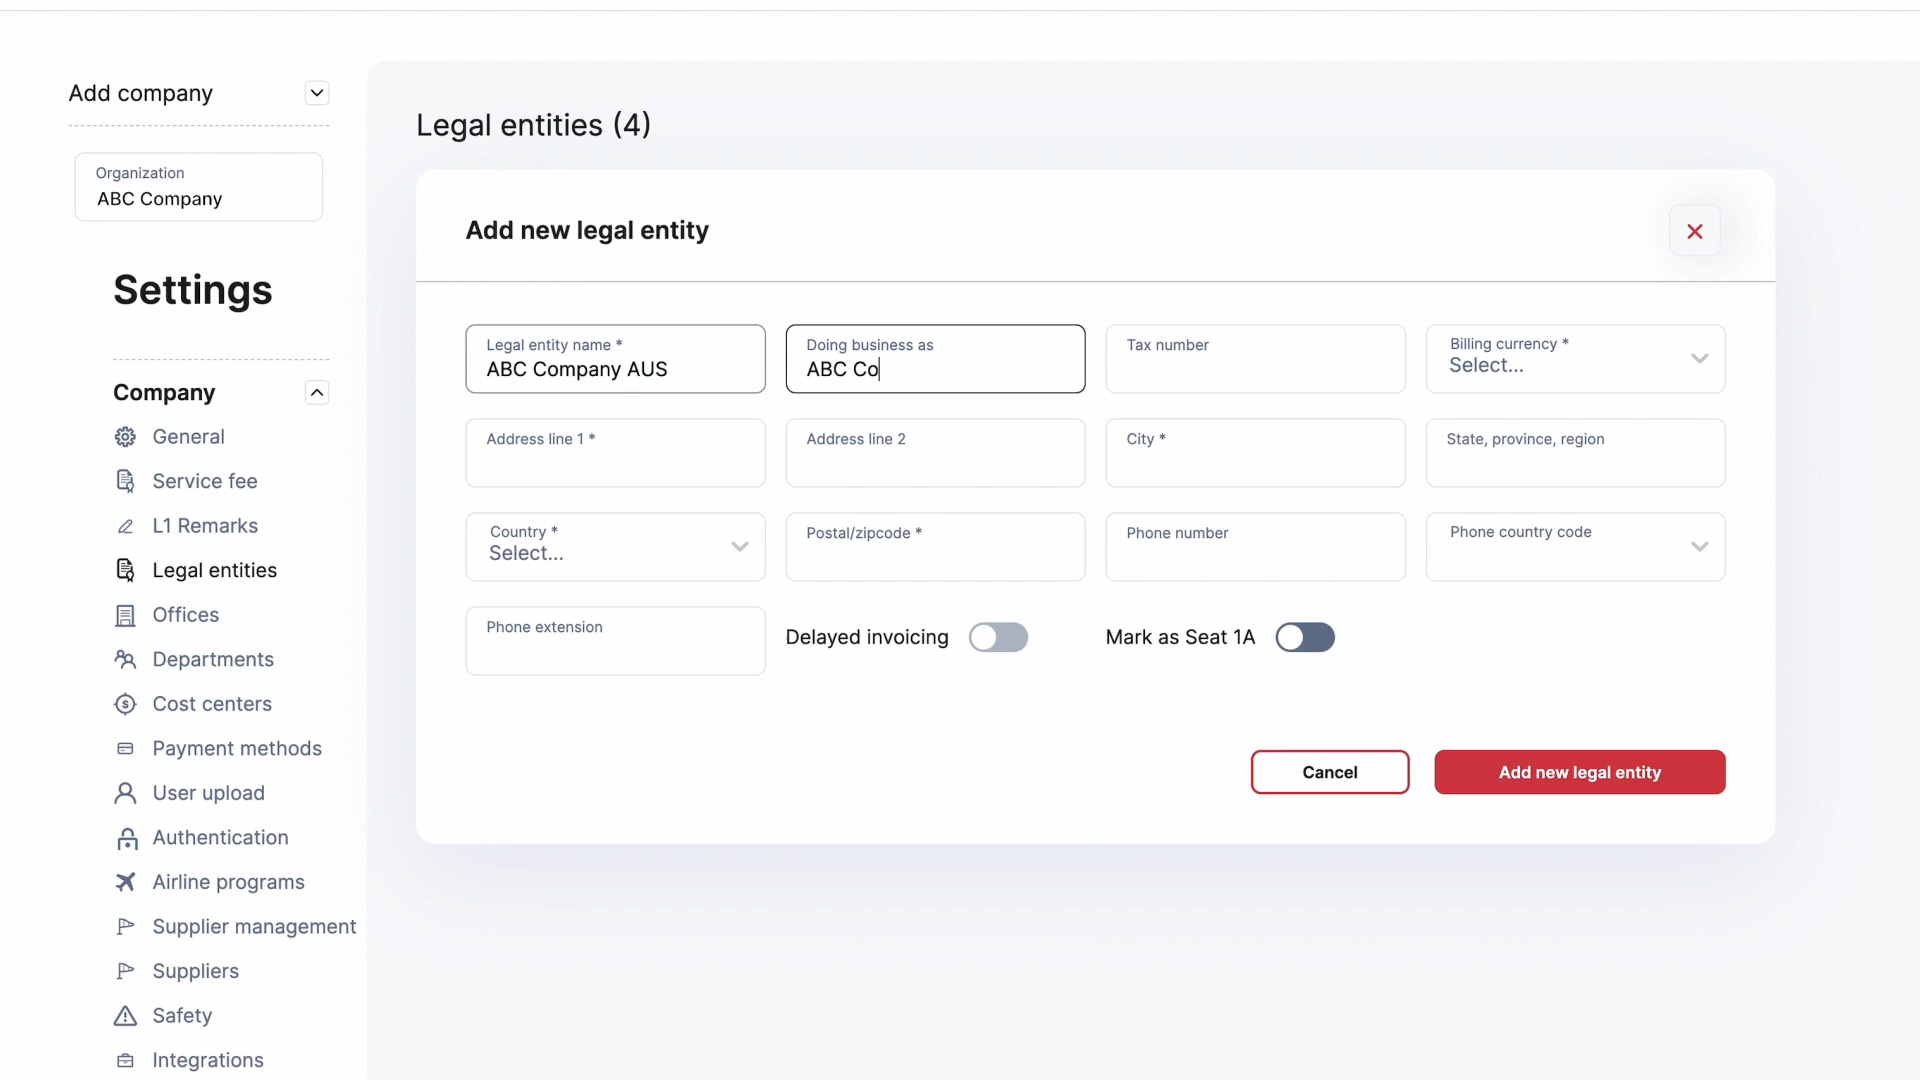 Add company
Organization
ABC Company
Settings
Company
General
Service fee
L1 Remarks
Legal entities
Offices
Departments
Cost centers
Payment methods
User upload
Authentication
Airline programs
Supplier management
Suppliers
Safety
Integrations
Legal entities (4)
Add new legal entity
Legal entity name *
ABC Company AUS
Doing business as
ABC Co
Tax number
Billing currency *
Select...
Address line 1 *
Address line 2
City *
State, province, region
Country *
Select...
Postal/zipcode *
Phone number
Phone country code
Phone extension
Delayed invoicing
Mark as Seat 1A
Cancel
Add new legal entity